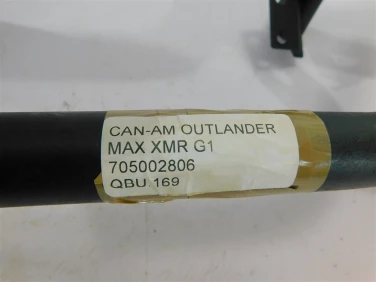 CAN-AM OUTLANDER
MAX XMR G1
705002806
QBU 169